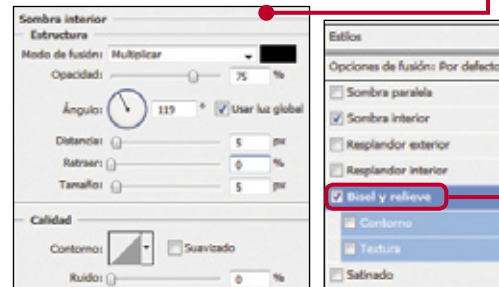 Sombra interior
Estructura
Modo de fusión: Multiplicar
Opacidad: 75 %
Ángulo: 119 ° Usar luz global
Distancia: 5 px
Retraer: 0 %
Tamaño: 5 px
Calidad
Contorno: Suavizado
Ruido: 0 %
Estilos
Opciones de fusión: Por defecto
Sombra paralela
Sombra interior
Resplandor exterior
Resplandor interior
Bisel y relieve
Contorno
Textura
Satinado